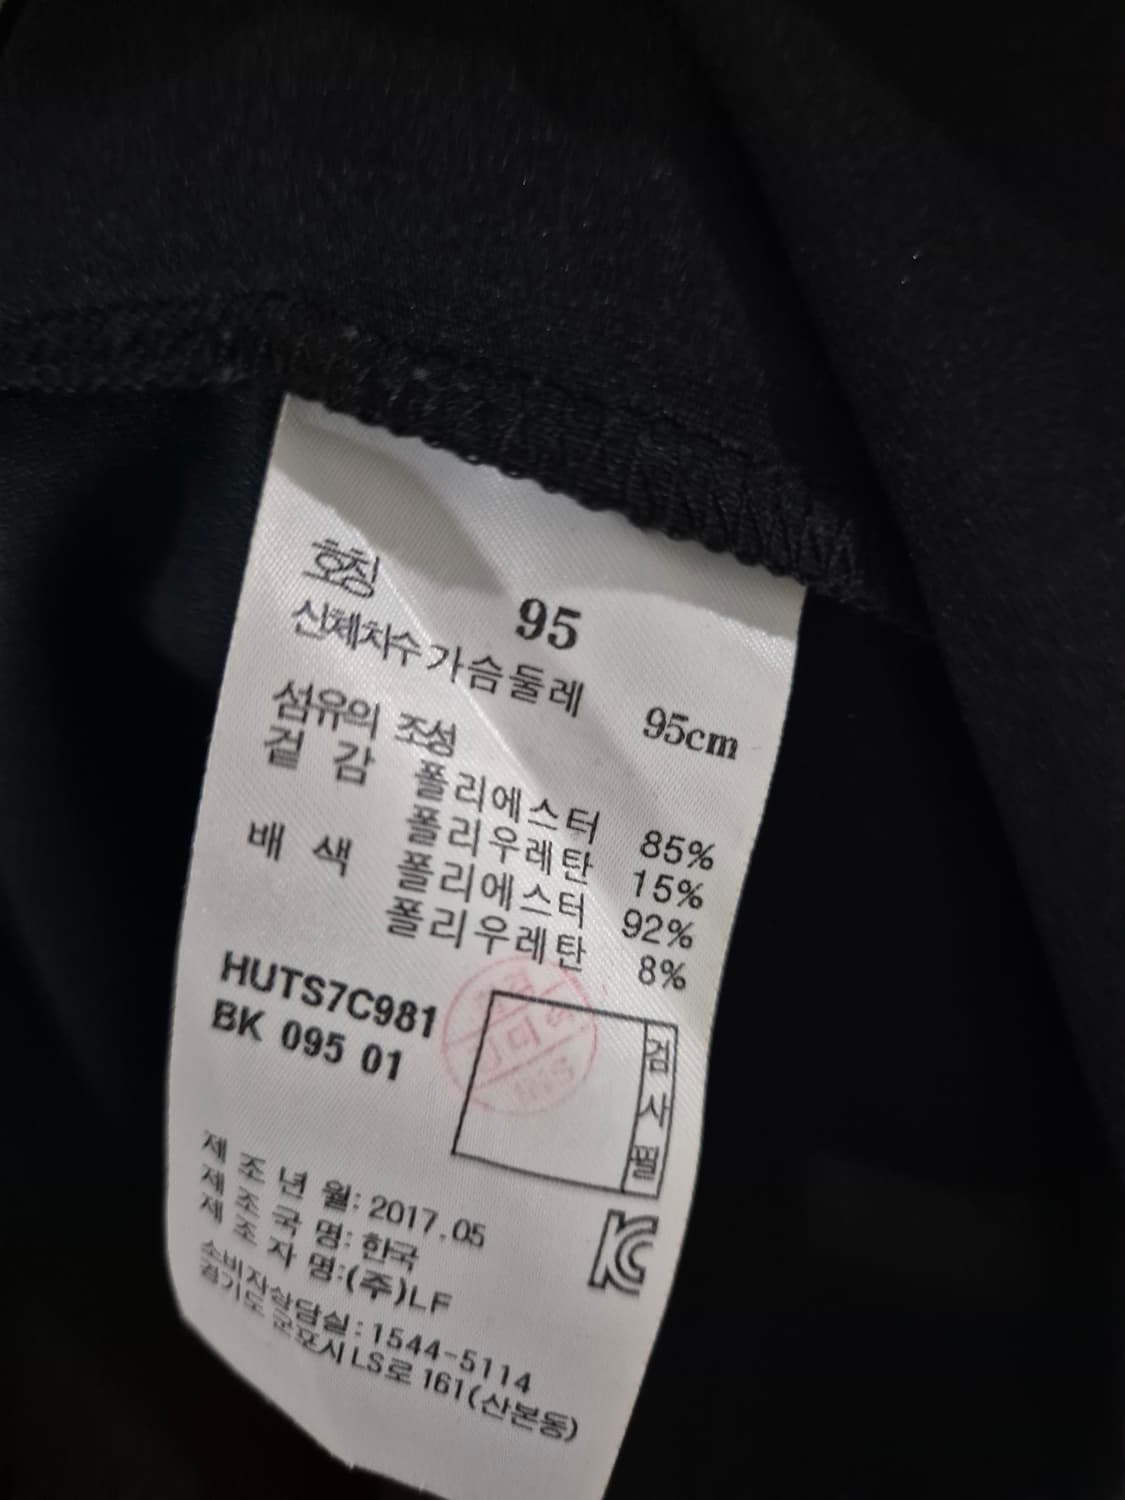 호칭 95
신체치수 가슴둘레 95cm
섬유의 조성
겉감 폴리에스터 85%
폴리우레탄 15%
배색 폴리에스터 92%
폴리우레탄 8%
HUTS7C981
BK 095 01
검사필
제조년월: 2017.05
제조국명: 한국
제조자명:(주)LF
소비자상담실: 1544-5114
경기도 군포시 LS로 161(산본동)